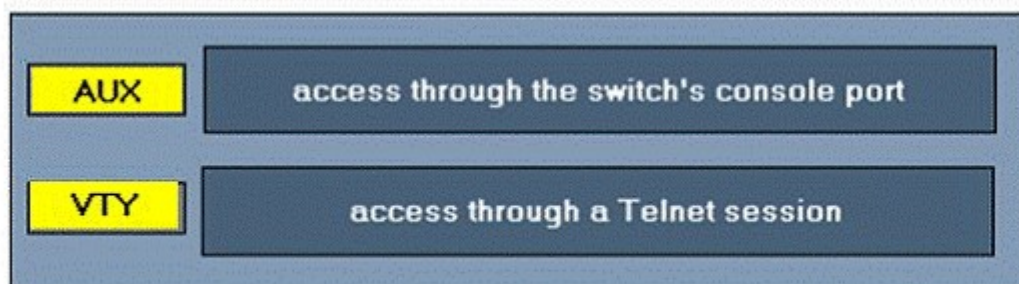 AUX access through the switch's console port
VTY access through a Telnet session